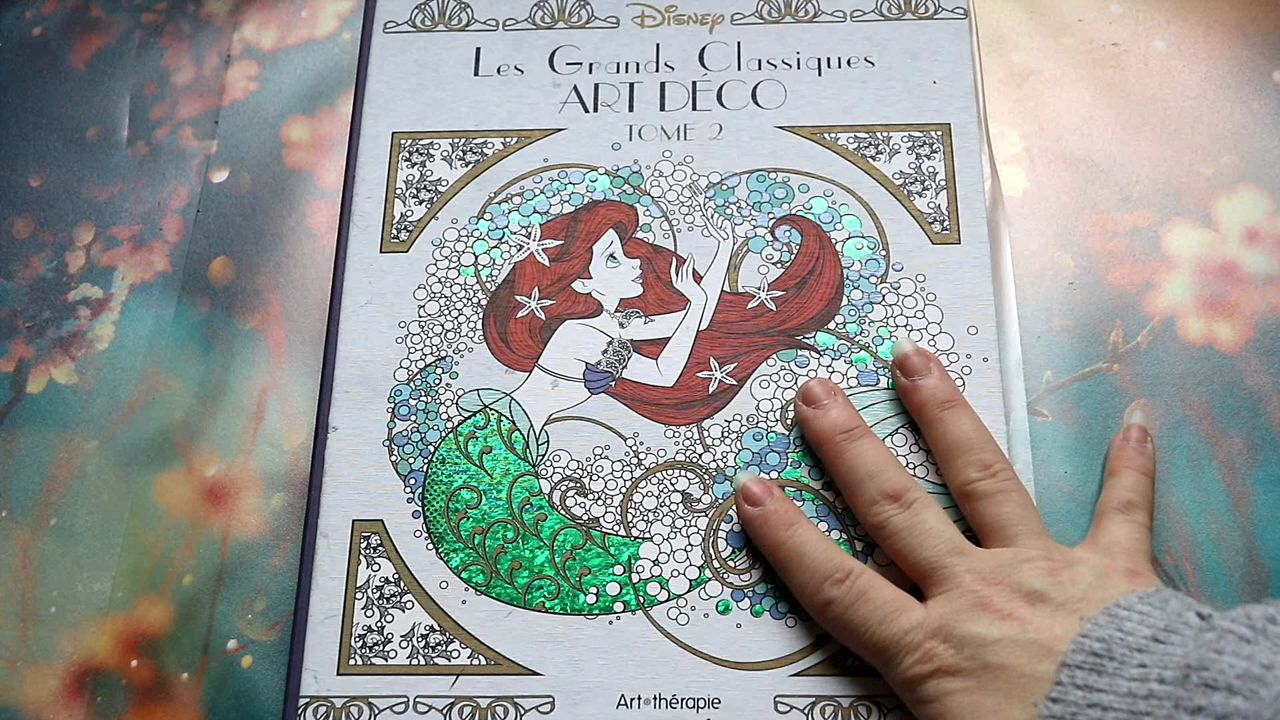 Disney
Les Grands Classiques
ART DÉCO
TOME 2
Art•thérapie